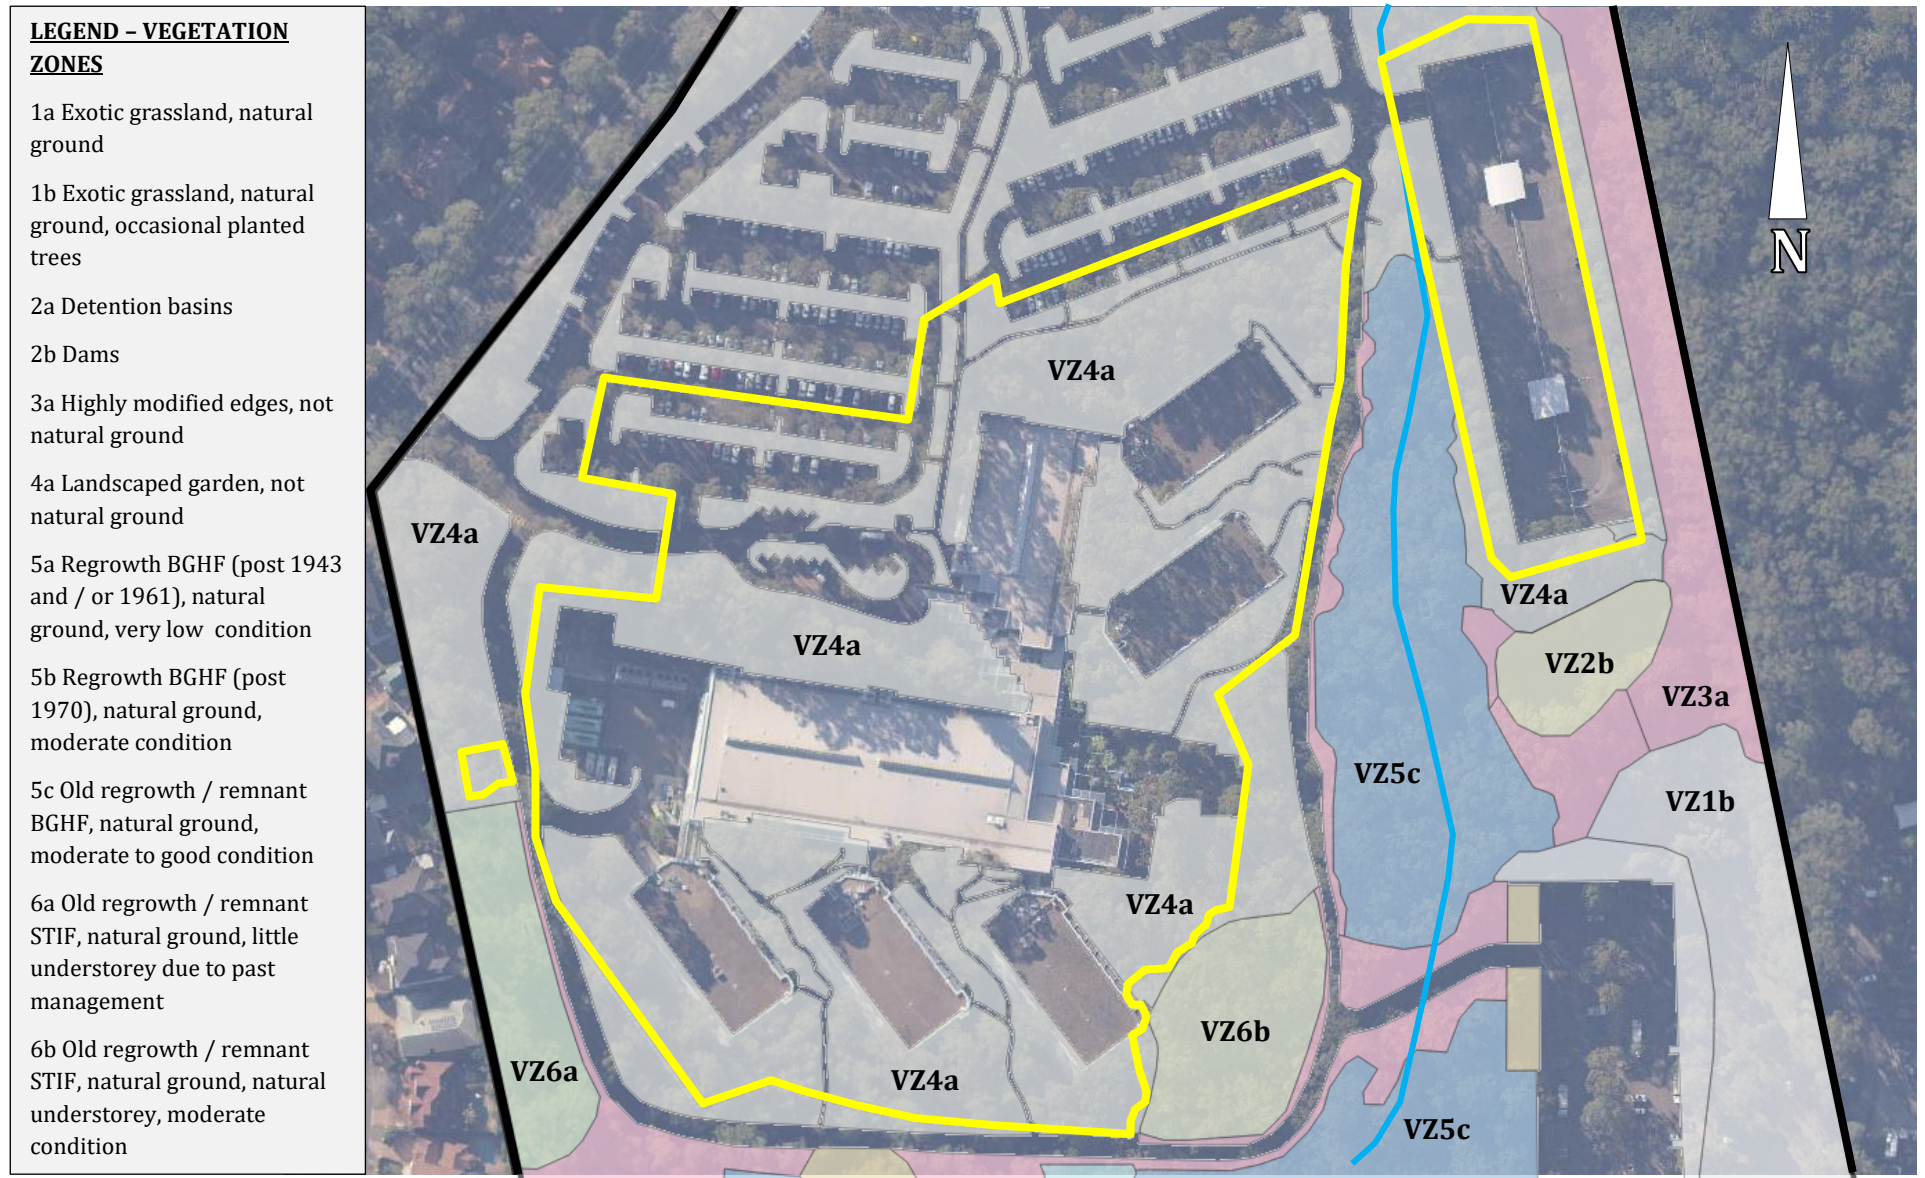 LEGEND – VEGETATION
ZONES
1a Exotic grassland, natural
ground
1b Exotic grassland, natural
ground, occasional planted
trees
2a Detention basins
2b Dams
3a Highly modified edges, not
natural ground
4a Landscaped garden, not
natural ground
5a Regrowth BGHF (post 1943
and / or 1961), natural
ground, very low condition
5b Regrowth BGHF (post
1970), natural ground,
moderate condition
5c Old regrowth / remnant
BGHF, natural ground,
moderate to good condition
6a Old regrowth / remnant
STIF, natural ground, little
understorey due to past
management
6b Old regrowth / remnant
STIF, natural ground, natural
understorey, moderate
condition
N
VZ4a
VZ4a
VZ4a
VZ4a
VZ2b
VZ3a
VZ5c
VZ1b
VZ4a
VZ6b
VZ6a
VZ4a
VZ5c